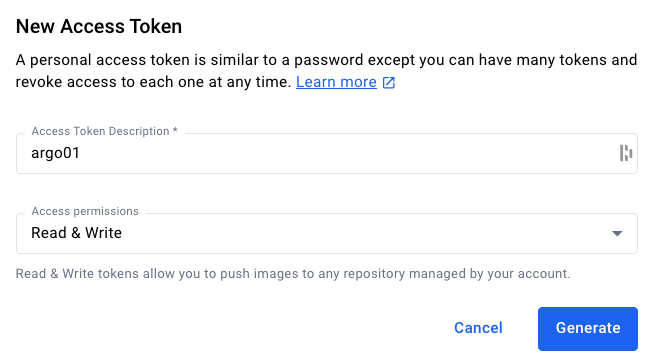 New Access Token
A personal access token is similar to a password except you can have many tokens and
revoke access to each one at any time. Learn more
Access Token Description *
argo01
Access permissions
Read & Write
Read & Write tokens allow you to push images to any repository managed by your account.
Cancel
Generate